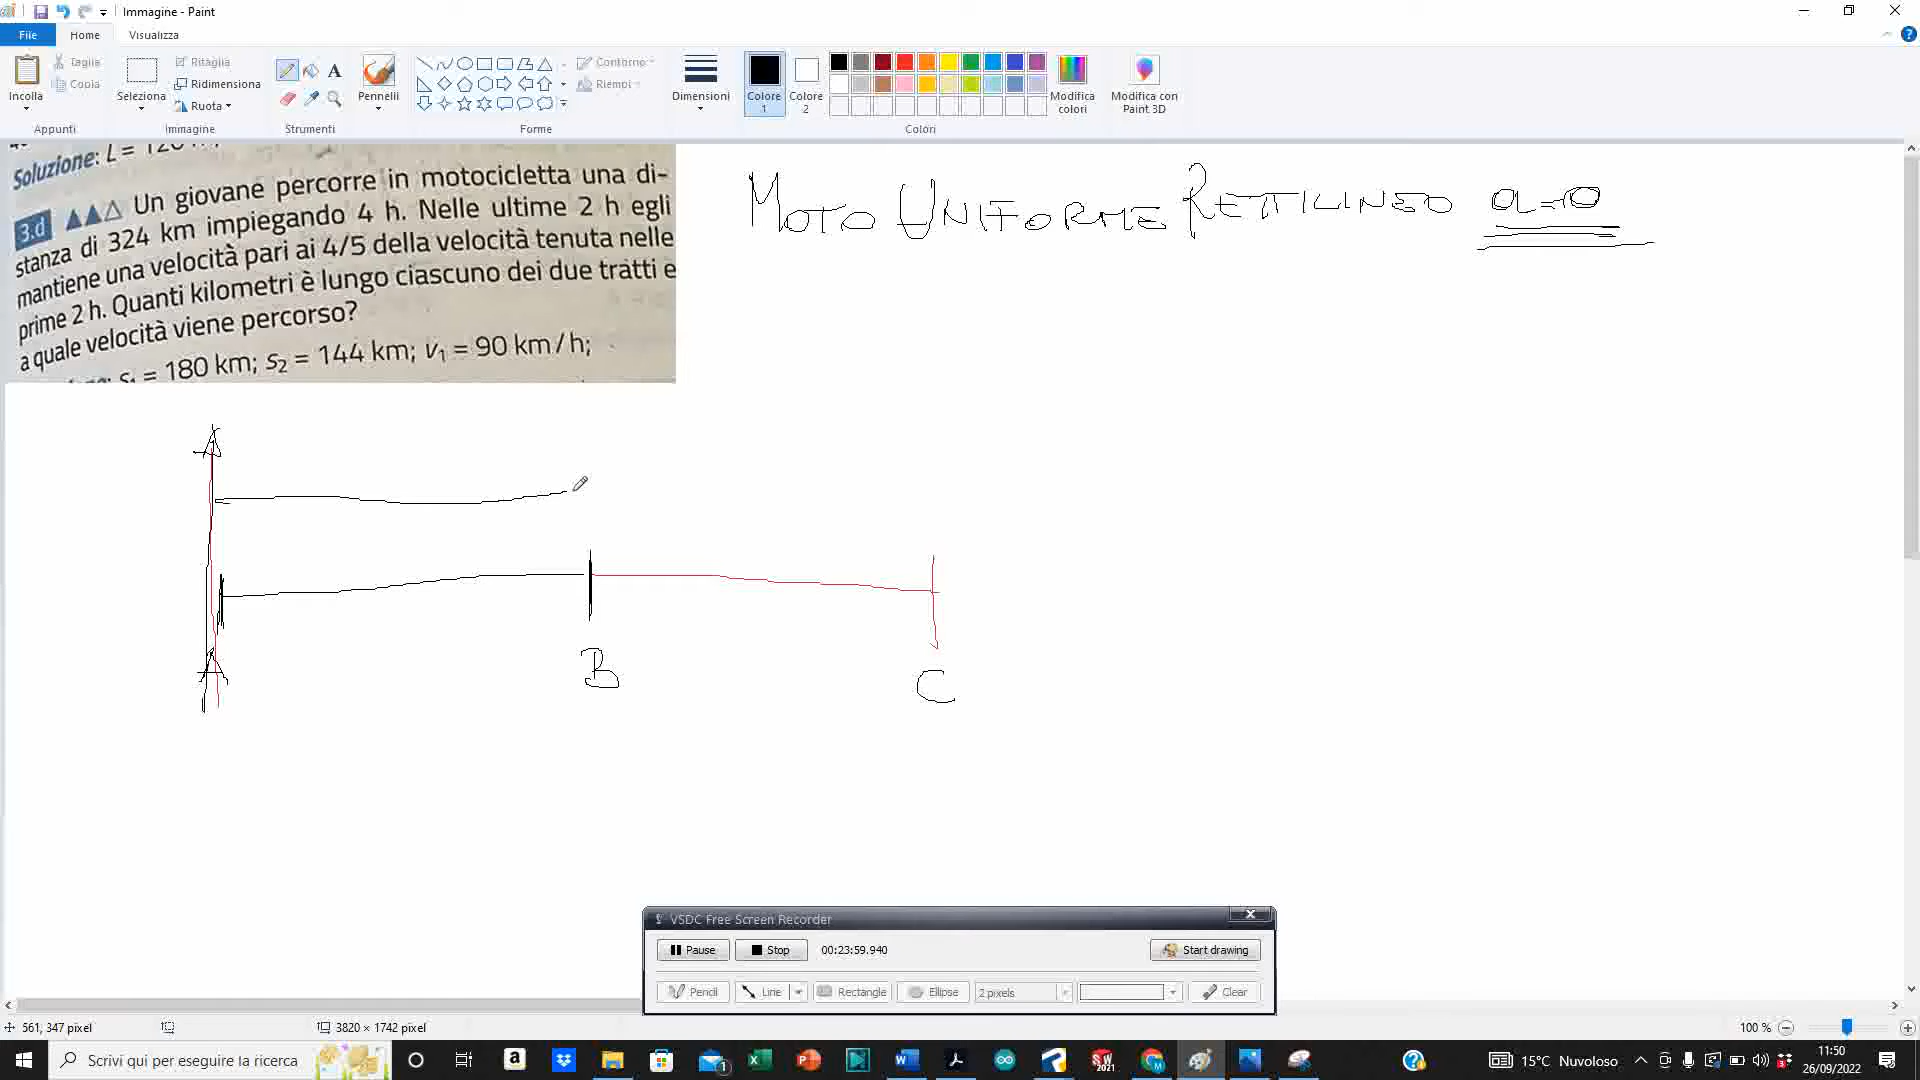 Immagine - Paint
File Home Visualizza
Incolla
Taglia
Copia
Appunti
Seleziona
Ritaglia
Ridimensiona
Ruota
Immagine
Strumenti
Pennelli
Contorno
Riempi
Forme
Dimensioni
Colore 1
Colore 2
Colori
Modifica colori
Modifica con Paint 3D
Soluzione: L = 120
3.d Un giovane percorre in motocicletta una di-
stanza di 324 km impiegando 4 h. Nelle ultime 2 h egli
mantiene una velocità pari ai 4/5 della velocità tenuta nelle
prime 2 h. Quanti kilometri è lungo ciascuno dei due tratti e
a quale velocità viene percorso?
s1 = 180 km; s2 = 144 km; v1 = 90 km/h;
MOTO UNIFORME RETTILINEO a=0
A B C
VSDC Free Screen Recorder
Pause Stop 00:23:59.940 Start drawing
Pencil Line Rectangle Ellipse 2 pixels Clear
561, 347 pixel 3820 × 1742 pixel 100 %
Scrivi qui per eseguire la ricerca
15°C Nuvoloso
11:50
26/09/2022